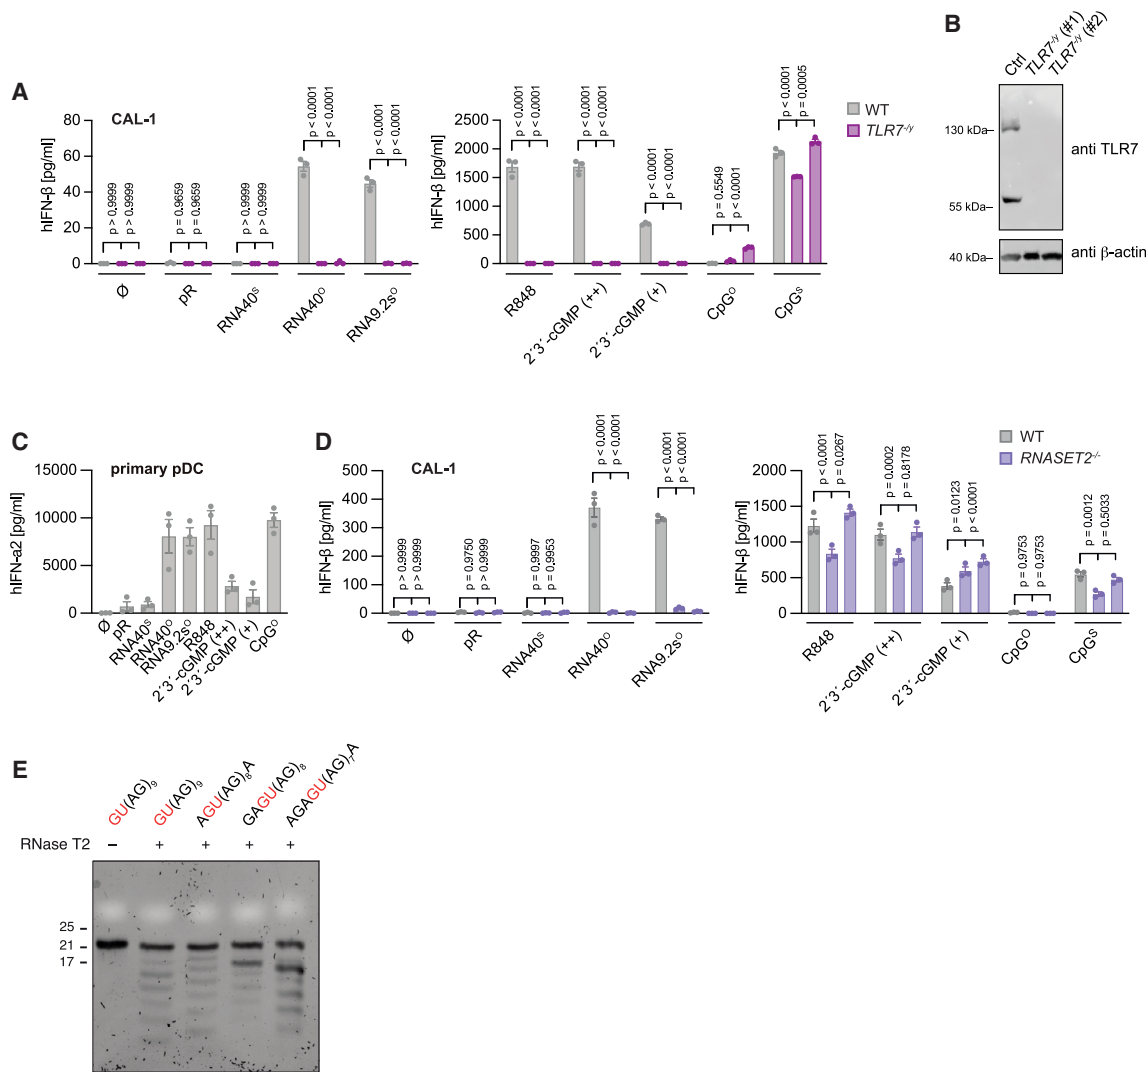 A
CAL-1
hIFN-β [pg/ml]
80
60
40
20
0
p > 0.9999
p > 0.9999
p = 0.9659
p = 0.9659
p > 0.9999
p > 0.9999
p < 0.0001
p < 0.0001
p < 0.0001
p < 0.0001
Ø
pR
RNA40ˢ
RNA40ᴼ
RNA9.2sᴼ
hIFN-β [pg/ml]
2500
2000
1500
1000
500
0
p < 0.0001
p < 0.0001
p < 0.0001
p < 0.0001
p < 0.0001
p < 0.0001
p = 0.5549
p < 0.0001
p < 0.0001
p = 0.0005
R848
2´3´-cGMP (++)
2´3´-cGMP (+)
CpGᴼ
CpGˢ
WT
TLR7⁻/ʸ
B
Ctrl
TLR7⁻/ʸ (#1)
TLR7⁻/ʸ (#2)
130 kDa–
55 kDa–
40 kDa–
anti TLR7
anti β-actin
C
primary pDC
hIFN-a2 [pg/ml]
15000
10000
5000
0
Ø
pR
RNA40ˢ
RNA40ᴼ
RNA9.2sᴼ
R848
2´3´-cGMP (++)
2´3´-cGMP (+)
CpGᴼ
D
CAL-1
hIFN-β [pg/ml]
500
400
300
200
100
0
p > 0.9999
p > 0.9999
p = 0.9750
p > 0.9999
p = 0.9997
p = 0.9953
p < 0.0001
p < 0.0001
p < 0.0001
p < 0.0001
Ø
pR
RNA40ˢ
RNA40ᴼ
RNA9.2sᴼ
hIFN-β [pg/ml]
2000
1500
1000
500
0
p < 0.0001
p = 0.0267
p = 0.0002
p = 0.8178
p = 0.0123
p < 0.0001
p = 0.9753
p = 0.9753
p = 0.0012
p = 0.5033
R848
2´3´-cGMP (++)
2´3´-cGMP (+)
CpGᴼ
CpGˢ
WT
RNASET2⁻/⁻
E
GU(AG)₉
GU(AG)₉
AGU(AG)₈A
GAGU(AG)₈
AGAGU(AG)₇A
RNase T2 – + + + +
25 –
21 –
17 –